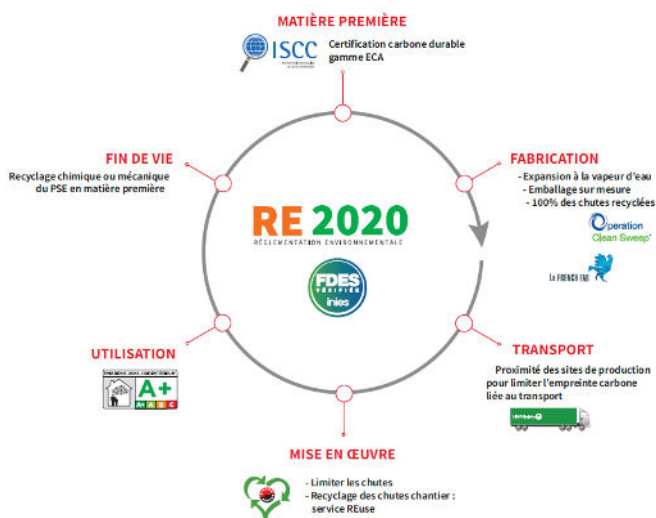 MATIÈRE PREMIÈRE
ISCC
Certification carbone durable
gamme ECA
FIN DE VIE
Recyclage chimique ou mécanique
du PSE en matière première
FABRICATION
- Expansion à la vapeur d'eau
- Emballage sur mesure
- 100% des chutes recyclées
Operation
Clean Sweep
La FRENCH FAB
RE 2020
RÉGLEMENTATION ENVIRONNEMENTALE
FDES
VÉRIFIÉE
inies
UTILISATION
A+
A+ A B C
TRANSPORT
Proximité des sites de production
pour limiter l'empreinte carbone
liée au transport
MISE EN ŒUVRE
- Limiter les chutes
- Recyclage des chutes chantier :
service REuse